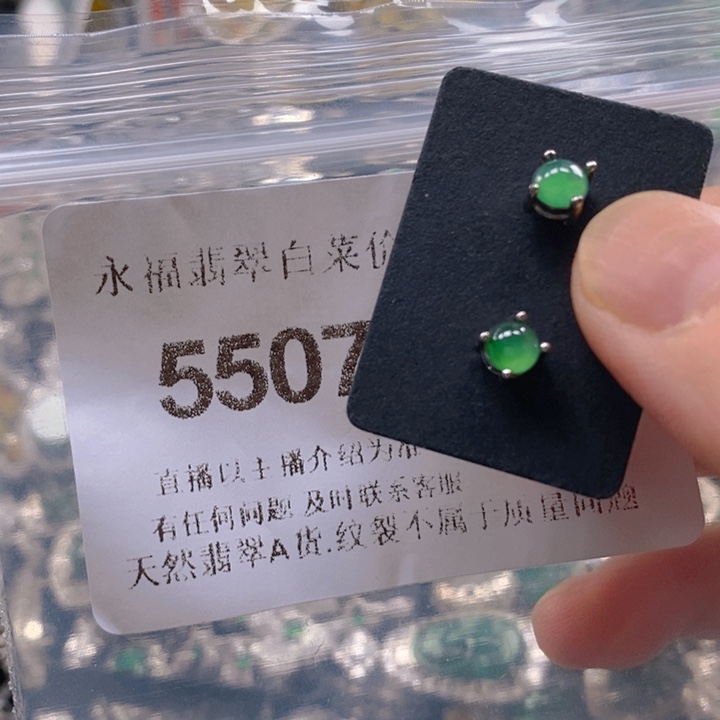 永福翡翠白菜价
5507
直播以主播介绍为准
有任何问题 及时联系客服
天然翡翠A货.纹裂不属于质量问题